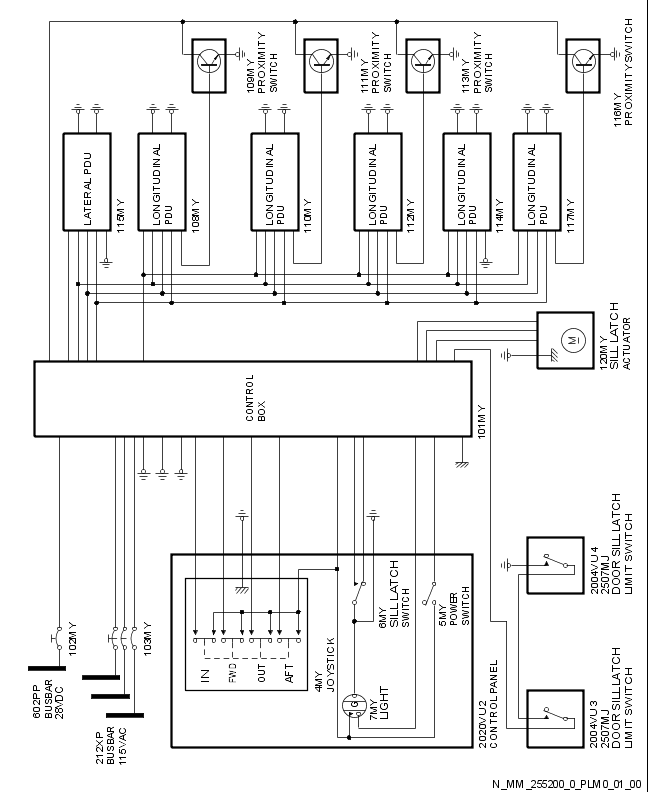 109MY
PROXIMITY
SWITCH
111MY
PROXIMITY
SWITCH
113MY
PROXIMITY
SWITCH
116MY
PROXIMITY SWITCH
LATERAL PDU
115MY
LONGITUDINAL
PDU
108MY
LONGITUDINAL
PDU
110MY
LONGITUDINAL
PDU
112MY
LONGITUDINAL
PDU
114MY
LONGITUDINAL
PDU
117MY
M
120MY
SILL LATCH
ACTUATOR
CONTROL
BOX
101MY
602PP
BUSBAR
28VDC
102MY
212XP
BUSBAR
115VAC
103MY
IN
FWD
OUT
AFT
4MY
JOYSTICK
6MY
SILL LATCH
SWITCH
5MY
POWER
SWITCH
G
7MY
LIGHT
2020VU2
CONTROL PANEL
2004VU4
2507MJ
DOOR SILL LATCH
LIMIT SWITCH
2004VU3
2507MJ
DOOR SILL LATCH
LIMIT SWITCH
N_MM_255200_0_PLM0_01_00